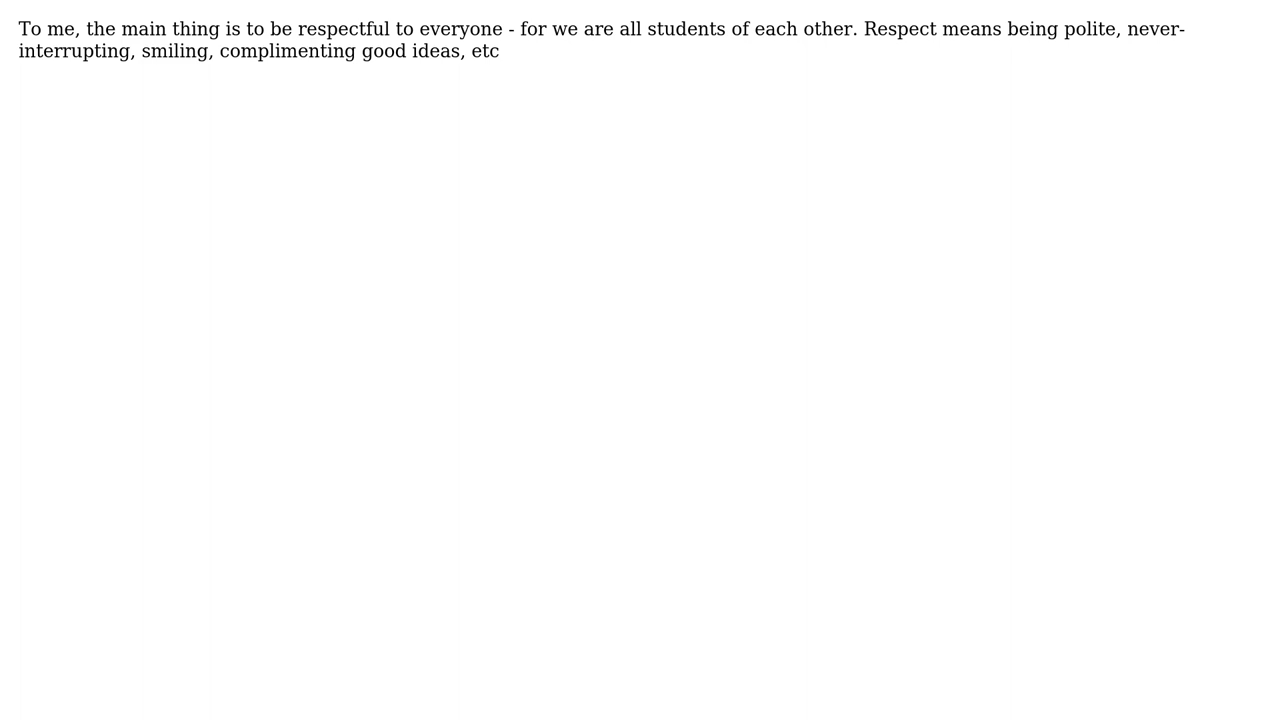 To me, the main thing is to be respectful to everyone - for we are all students of each other. Respect means being polite, never-
interrupting, smiling, complimenting good ideas, etc